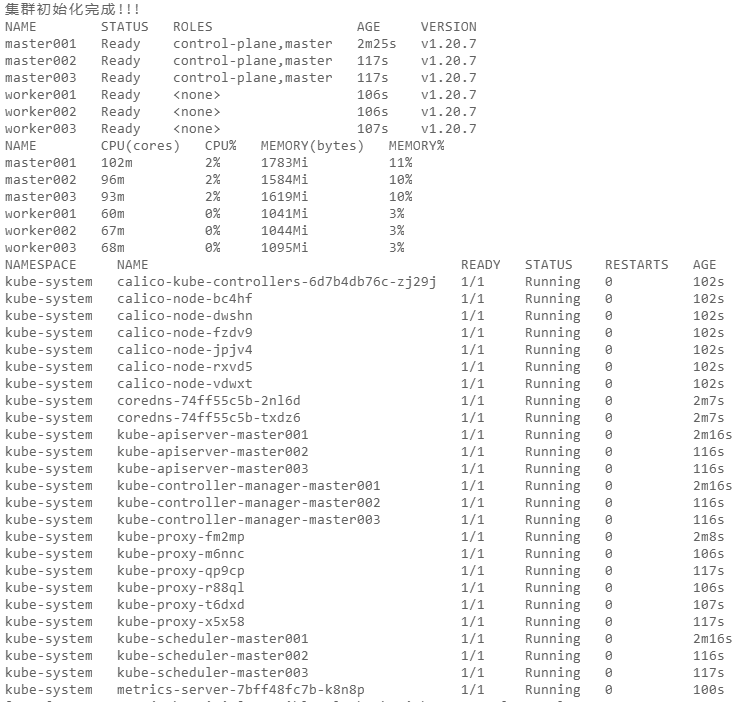 集群初始化完成!!!
NAME STATUS ROLES AGE VERSION
master001 Ready control-plane,master 2m25s v1.20.7
master002 Ready control-plane,master 117s v1.20.7
master003 Ready control-plane,master 117s v1.20.7
worker001 Ready <none> 106s v1.20.7
worker002 Ready <none> 106s v1.20.7
worker003 Ready <none> 107s v1.20.7
NAME CPU(cores) CPU% MEMORY(bytes) MEMORY%
master001 102m 2% 1783Mi 11%
master002 96m 2% 1584Mi 10%
master003 93m 2% 1619Mi 10%
worker001 60m 0% 1041Mi 3%
worker002 67m 0% 1044Mi 3%
worker003 68m 0% 1095Mi 3%
NAMESPACE NAME READY STATUS RESTARTS AGE
kube-system calico-kube-controllers-6d7b4db76c-zj29j 1/1 Running 0 102s
kube-system calico-node-bc4hf 1/1 Running 0 102s
kube-system calico-node-dwshn 1/1 Running 0 102s
kube-system calico-node-fzdv9 1/1 Running 0 102s
kube-system calico-node-jpjv4 1/1 Running 0 102s
kube-system calico-node-rxvd5 1/1 Running 0 102s
kube-system calico-node-vdwxt 1/1 Running 0 102s
kube-system coredns-74ff55c5b-2nl6d 1/1 Running 0 2m7s
kube-system coredns-74ff55c5b-txdz6 1/1 Running 0 2m7s
kube-system kube-apiserver-master001 1/1 Running 0 2m16s
kube-system kube-apiserver-master002 1/1 Running 0 116s
kube-system kube-apiserver-master003 1/1 Running 0 116s
kube-system kube-controller-manager-master001 1/1 Running 0 2m16s
kube-system kube-controller-manager-master002 1/1 Running 0 116s
kube-system kube-controller-manager-master003 1/1 Running 0 116s
kube-system kube-proxy-fm2mp 1/1 Running 0 2m8s
kube-system kube-proxy-m6nnc 1/1 Running 0 106s
kube-system kube-proxy-qp9cp 1/1 Running 0 117s
kube-system kube-proxy-r88ql 1/1 Running 0 106s
kube-system kube-proxy-t6dxd 1/1 Running 0 107s
kube-system kube-proxy-x5x58 1/1 Running 0 117s
kube-system kube-scheduler-master001 1/1 Running 0 2m16s
kube-system kube-scheduler-master002 1/1 Running 0 116s
kube-system kube-scheduler-master003 1/1 Running 0 117s
kube-system metrics-server-7bff48fc7b-k8n8p 1/1 Running 0 100s